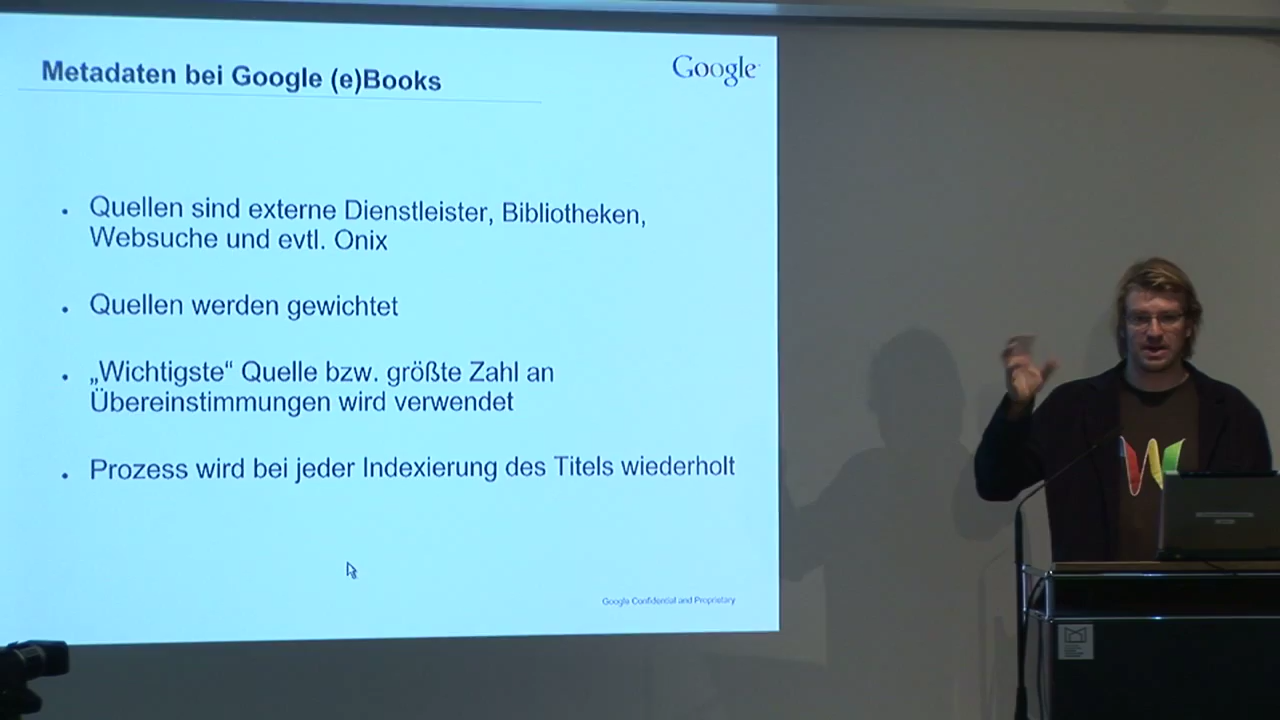 Metadaten bei Google (e)Books
Google
• Quellen sind externe Dienstleister, Bibliotheken,
Websuche und evtl. Onix
• Quellen werden gewichtet
• „Wichtigste“ Quelle bzw. größte Zahl an
Übereinstimmungen wird verwendet
• Prozess wird bei jeder Indexierung des Titels wiederholt
Google Confidential and Proprietary